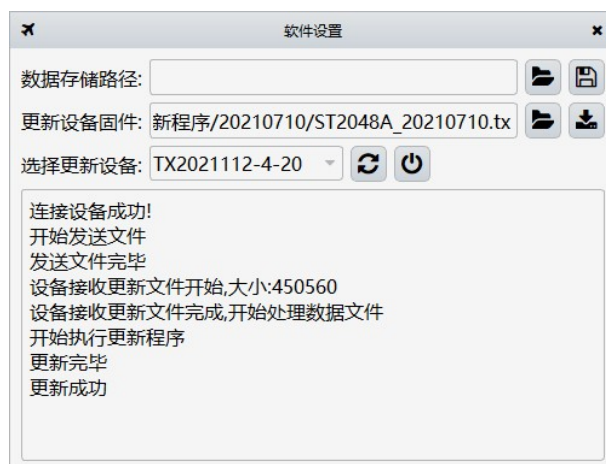 软件设置
数据存储路径:
更新设备固件: 新程序/20210710/ST2048A_20210710.tx
选择更新设备: TX2021112-4-20
连接设备成功!
开始发送文件
发送文件完毕
设备接收更新文件开始,大小:450560
设备接收更新文件完成,开始处理数据文件
开始执行更新程序
更新完毕
更新成功